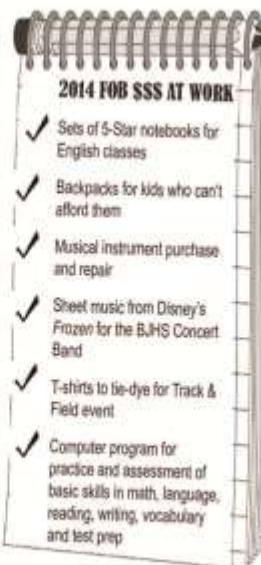 2014 FOB $$$ AT WORK
Sets of 5-Star notebooks for
English classes
Backpacks for kids who can't
afford them
Musical instrument purchase
and repair
Sheet music from Disney's
Frozen for the BJHS Concert
Band
T-shirts to tie-dye for Track &
Field event
Computer program for
practice and assessment of
basic skills in math, language,
reading, writing, vocabulary
and test prep